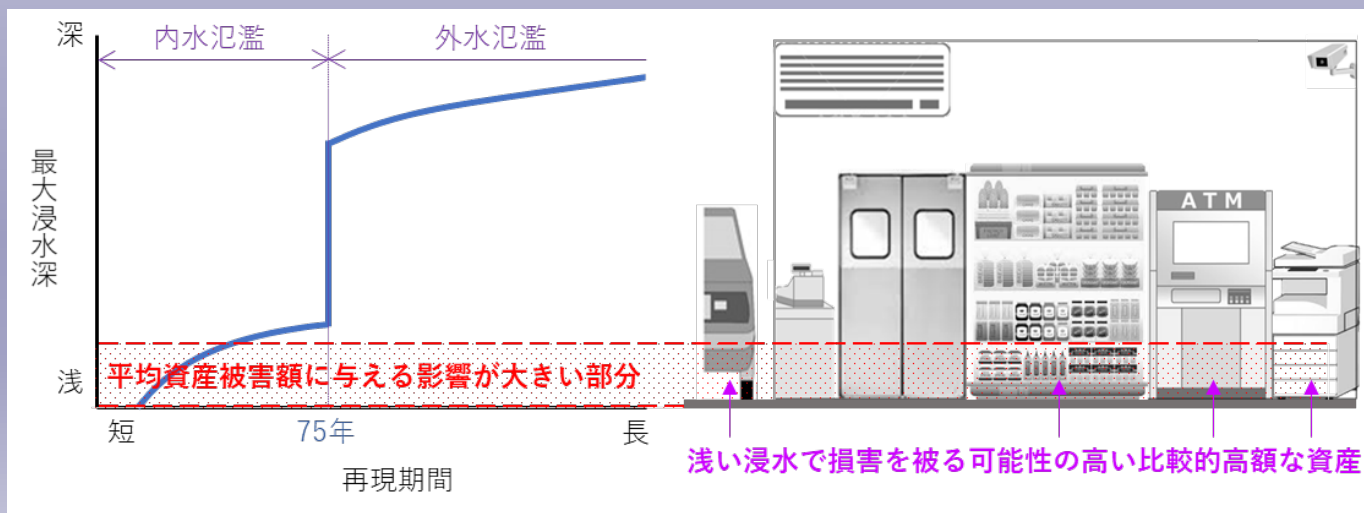 深
内水氾濫
外水氾濫
最大浸水深
ATM
平均資産被害額に与える影響が大きい部分
浅
短
75年
長
再現期間
浅い浸水で損害を被る可能性の高い比較的高額な資産